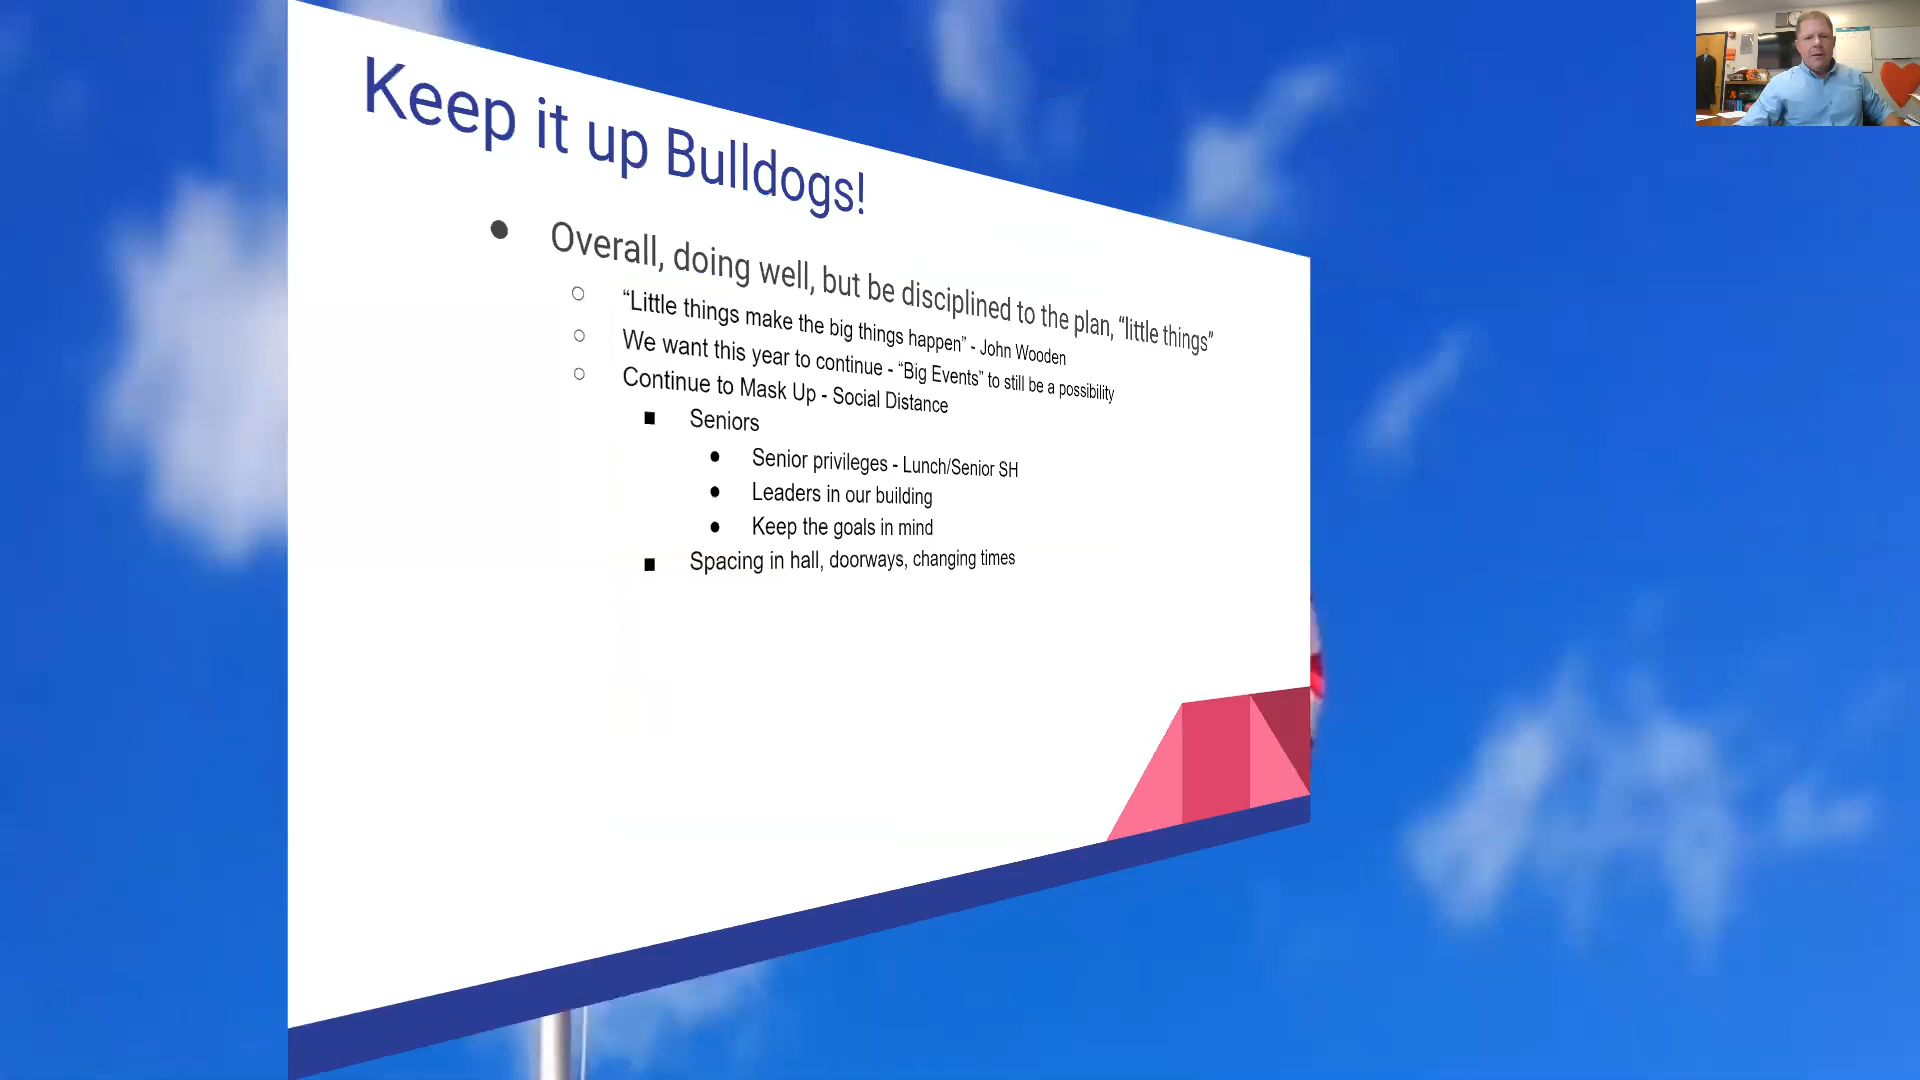 Keep it up Bulldogs!
● Overall, doing well, but be disciplined to the plan, “little things”
○ “Little things make the big things happen” - John Wooden
○ We want this year to continue - “Big Events” to still be a possibility
○ Continue to Mask Up - Social Distance
■ Seniors
● Senior privileges - Lunch/Senior SH
● Leaders in our building
● Keep the goals in mind
■ Spacing in hall, doorways, changing times